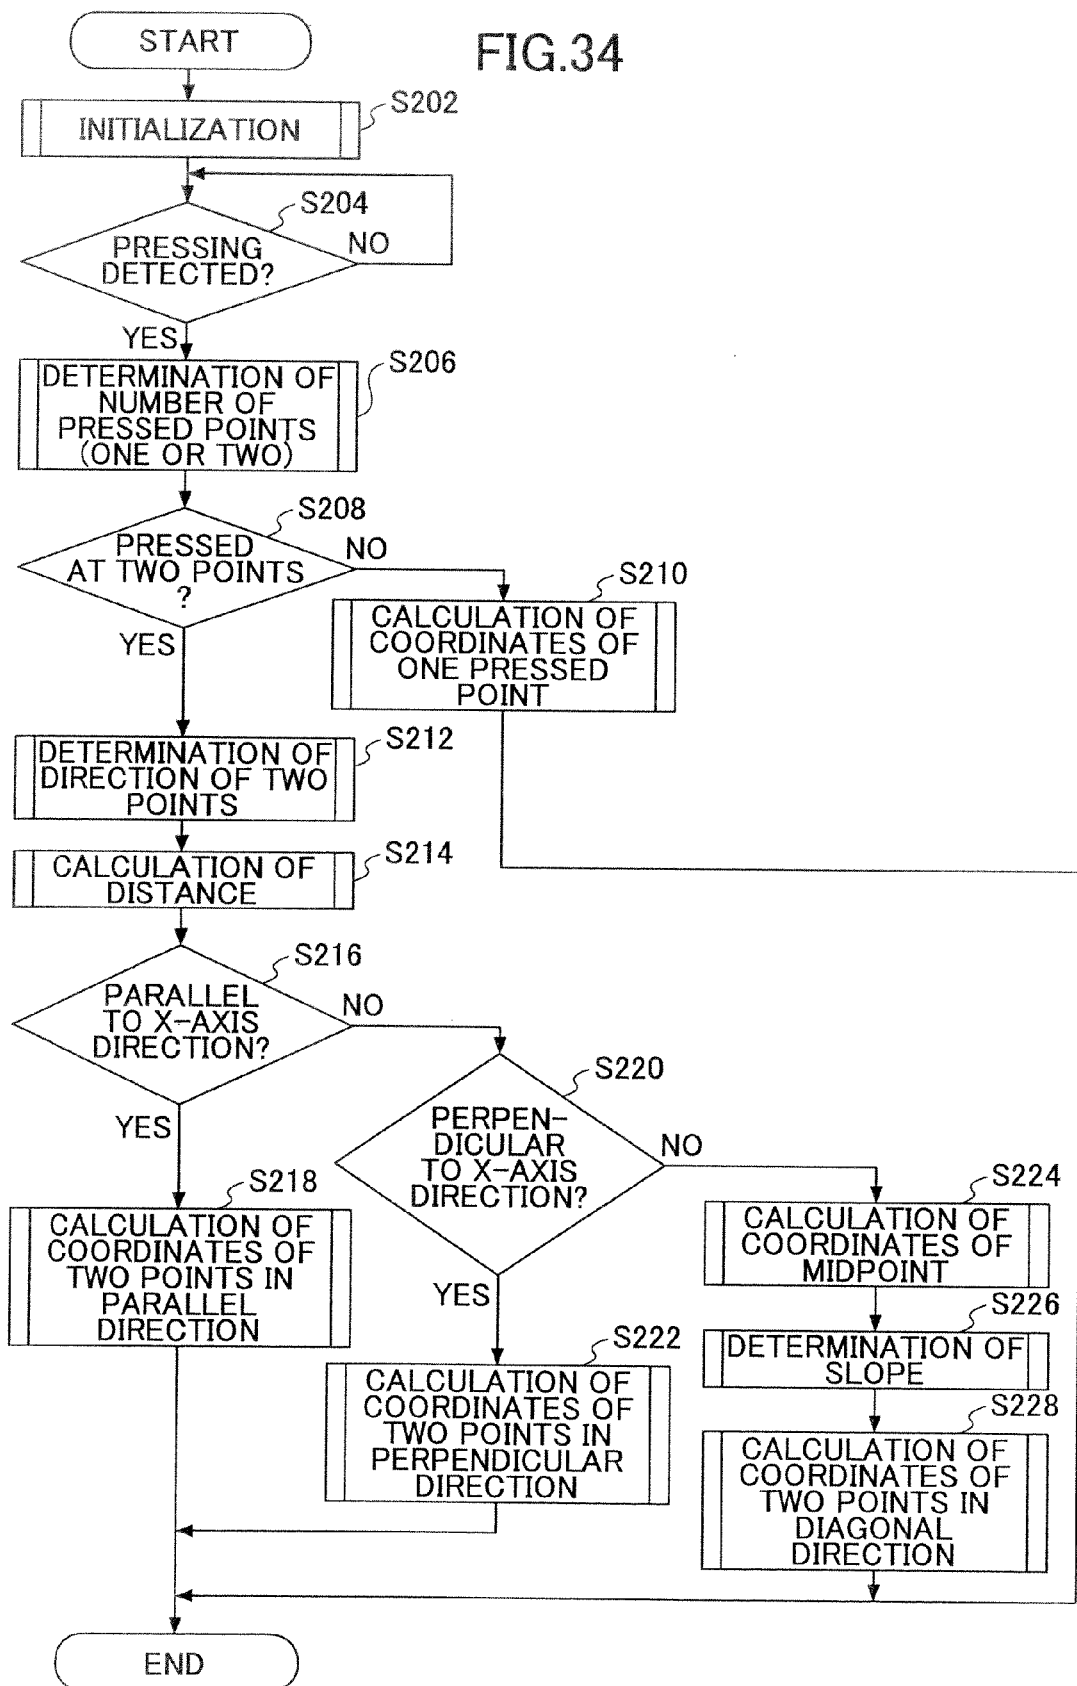 START
FIG.34
S202
INITIALIZATION
S204
PRESSING
DETECTED?
NO
YES
S206
DETERMINATION OF
NUMBER OF
PRESSED POINTS
(ONE OR TWO)
S208
PRESSED
AT TWO POINTS
?
NO
YES
S210
CALCULATION OF
COORDINATES OF
ONE PRESSED
POINT
S212
DETERMINATION OF
DIRECTION OF TWO
POINTS
S214
CALCULATION OF
DISTANCE
S216
PARALLEL
TO X-AXIS
DIRECTION?
NO
YES
S220
PERPEN-
DICULAR
TO X-AXIS
DIRECTION?
NO
YES
S218
CALCULATION OF
COORDINATES OF
TWO POINTS IN
PARALLEL
DIRECTION
S222
CALCULATION OF
COORDINATES OF
TWO POINTS IN
PERPENDICULAR
DIRECTION
S224
CALCULATION OF
COORDINATES OF
MIDPOINT
S226
DETERMINATION OF
SLOPE
S228
CALCULATION OF
COORDINATES OF
TWO POINTS IN
DIAGONAL
DIRECTION
END